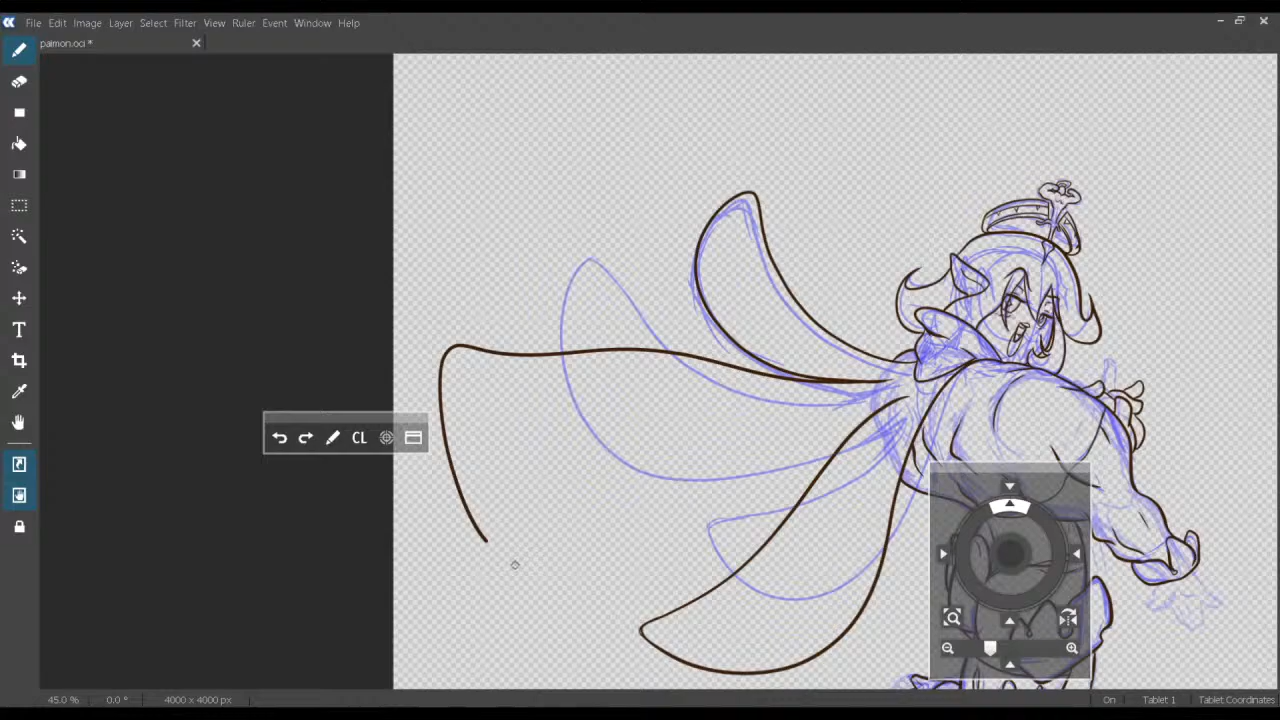 File Edit Image Layer Select Filter View Ruler Event Window Help
paimon.oci *
CL
45.0 % 0.0 ° 4000 x 4000 px On Tablet 1 Tablet Coordinates